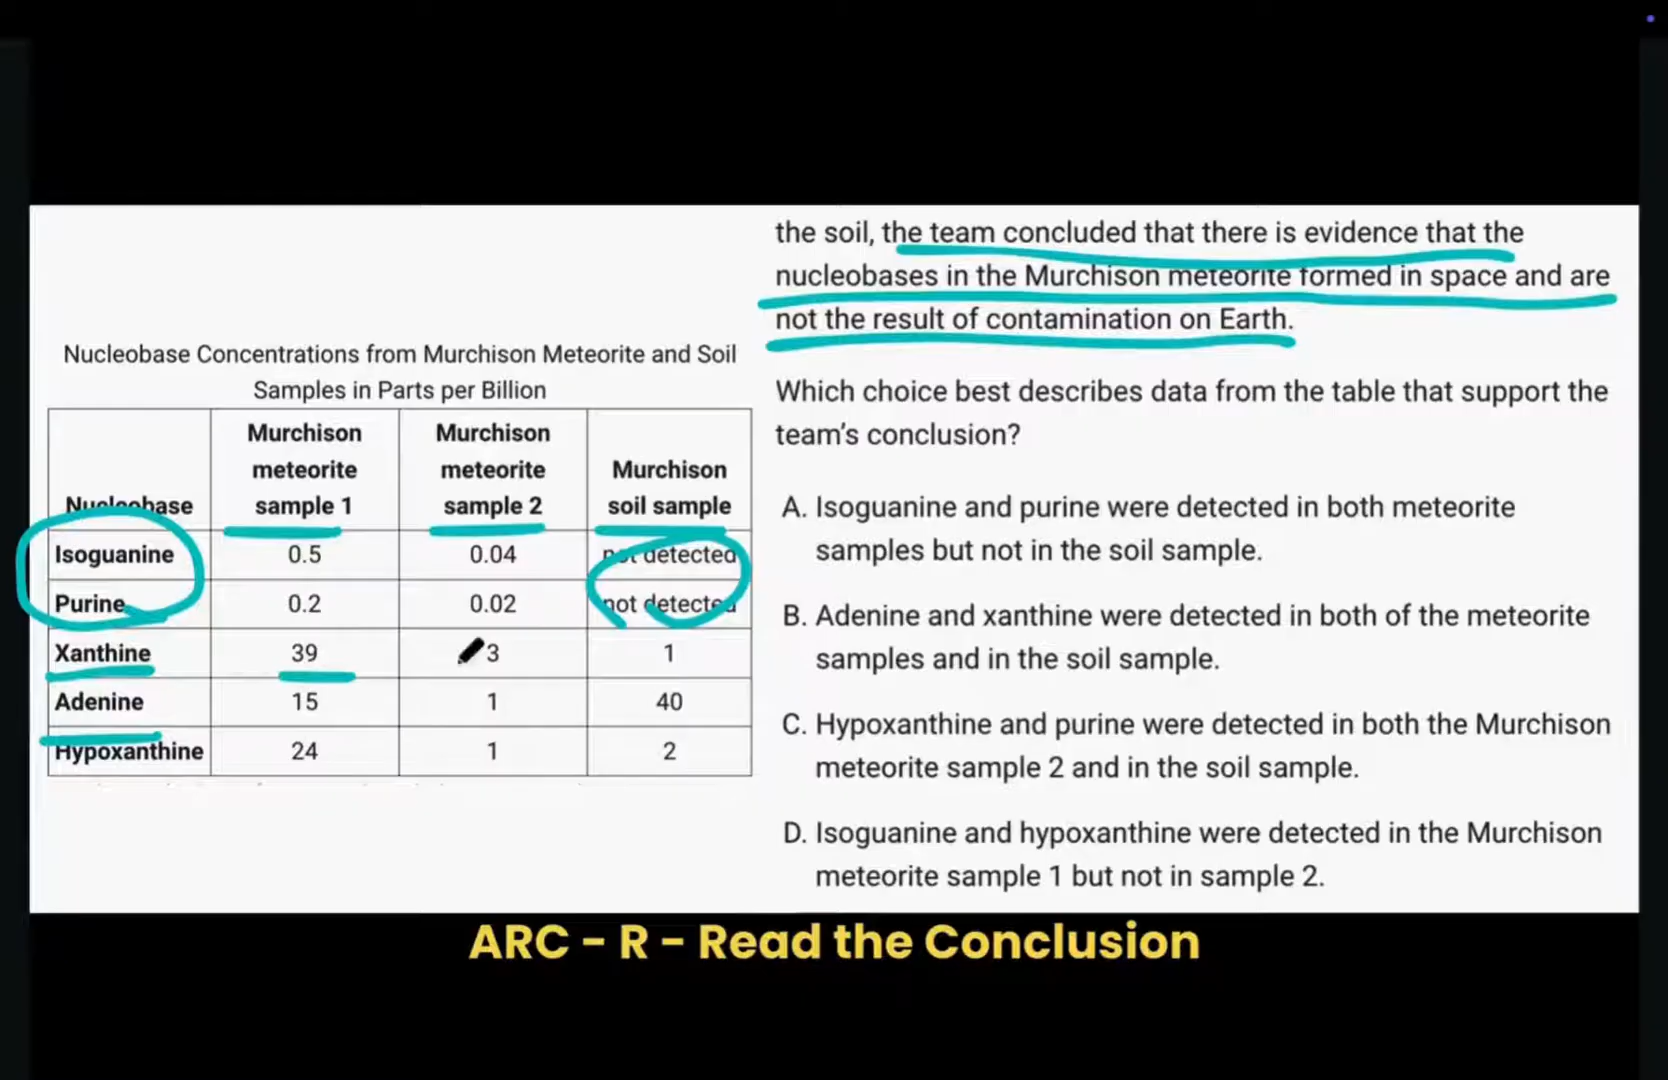 the soil, the team concluded that there is evidence that the
nucleobases in the Murchison meteorite formed in space and are
not the result of contamination on Earth.
Nucleobase Concentrations from Murchison Meteorite and Soil
Samples in Parts per Billion
Nucleobase | Murchison meteorite sample 1 | Murchison meteorite sample 2 | Murchison soil sample
Isoguanine | 0.5 | 0.04 | not detected
Purine | 0.2 | 0.02 | not detected
Xanthine | 39 | 3 | 1
Adenine | 15 | 1 | 40
Hypoxanthine | 24 | 1 | 2
Which choice best describes data from the table that support the
team's conclusion?
A. Isoguanine and purine were detected in both meteorite
samples but not in the soil sample.
B. Adenine and xanthine were detected in both of the meteorite
samples and in the soil sample.
C. Hypoxanthine and purine were detected in both the Murchison
meteorite sample 2 and in the soil sample.
D. Isoguanine and hypoxanthine were detected in the Murchison
meteorite sample 1 but not in sample 2.
ARC - R - Read the Conclusion